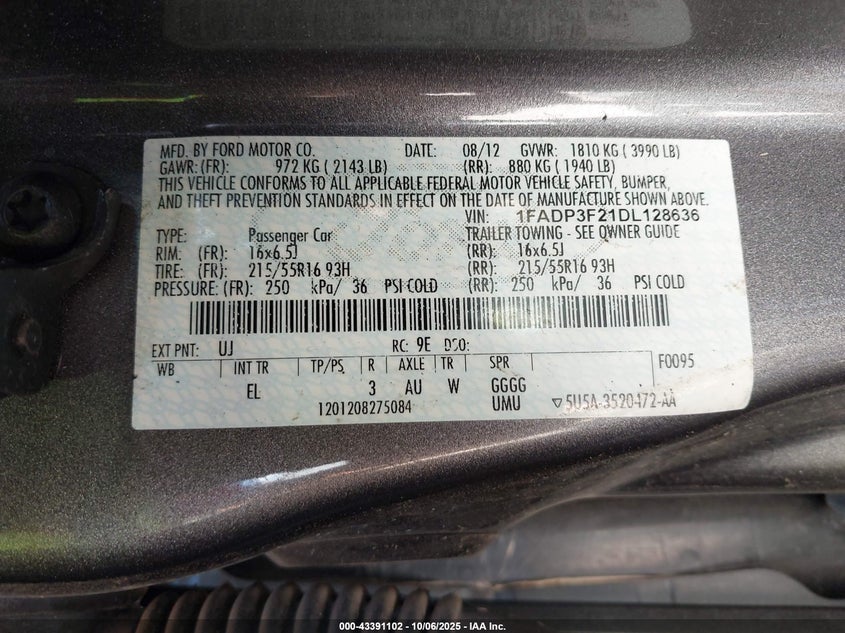 MFD. BY FORD MOTOR CO. DATE: 08/12 GVWR: 1810 KG ( 3990 LB)
GAWR: (FR): 972 KG ( 2143 LB) (RR): 880 KG ( 1940 LB)
THIS VEHICLE CONFORMS TO ALL APPLICABLE FEDERAL MOTOR VEHICLE SAFETY, BUMPER,
AND THEFT PREVENTION STANDARDS IN EFFECT ON THE DATE OF MANUFACTURE SHOWN ABOVE.
VIN: 1FADP3F21DL128636
TYPE: Passenger Car TRAILER TOWING - SEE OWNER GUIDE
RIM: (FR): 16x6.5J (RR): 16x6.5J
TIRE: (FR): 215/55R16 93H (RR): 215/55R16 93H
PRESSURE: (FR): 250 kPa/ 36 PSI COLD (RR): 250 kPa/ 36 PSI COLD
EXT PNT: UJ RC: 9E DSO: F0095
WB INT TR TP/PS R AXLE TR SPR
EL 3 AU W GGGG
1201208275084 UMU ▽5U5A-3520472-AA
000-43391102 - 10/06/2025 - IAA Inc.